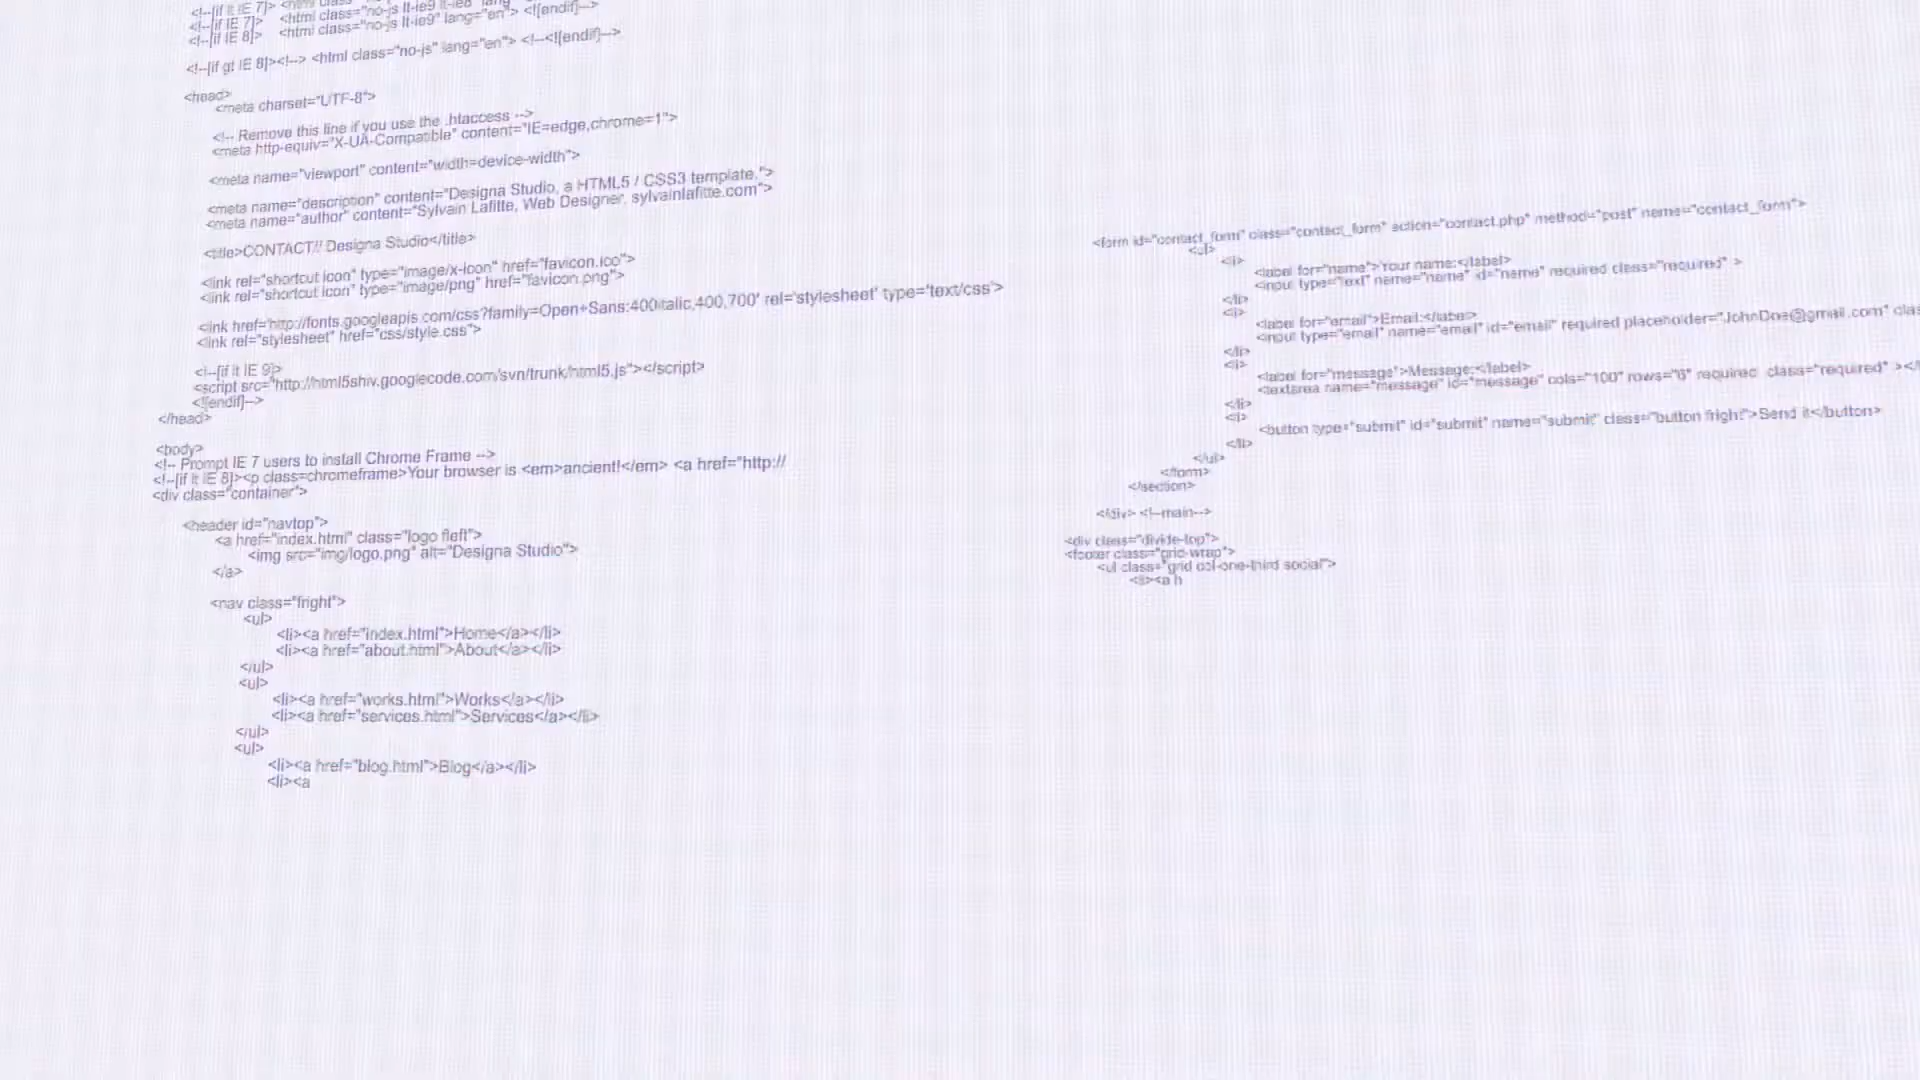 <!--[if lt IE 7]> <html class="no-js lt-ie9 lt-ie8 lang
<!--[if IE 7]> <html class="no-js lt-ie9" lang="en"> <![endif]-->
<!--[if IE 8]>
<!--[if gt IE 8]><!--> <html class="no-js" lang="en"> <!--<![endif]-->
<head>
<meta charset="UTF-8">
<!-- Remove this line if you use the .htaccess -->
<meta http-equiv="X-UA-Compatible" content="IE=edge,chrome=1">
<meta name="viewport" content="width=device-width">
<meta name="description" content="Designa Studio, a HTML5 / CSS3 template.">
<meta name="author" content="Sylvain Lafitte, Web Designer, sylvainlafitte.com">
<title>CONTACT!! Designa Studio</title>
<link rel="shortcut icon" type="image/x-icon" href="favicon.ico">
<link rel="shortcut icon" type="image/png" href="favicon.png">
<link href='http://fonts.googleapis.com/css?family=Open+Sans:400italic,400,700' rel='stylesheet' type='text/css'>
<link rel="stylesheet" href="css/style.css">
<!--[if lt IE 9]>
<script src="http://html5shiv.googlecode.com/svn/trunk/html5.js"></script>
<![endif]-->
</head>
<body>
<!-- Prompt IE 7 users to install Chrome Frame -->
<!--[if lt IE 8]><p class=chromeframe>Your browser is <em>ancient!</em> <a href="http://
<div class="container">
<header id="navtop">
<a href="index.html" class="logo fleft">
<img src="img/logo.png" alt="Designa Studio">
</a>
<nav class="fright">
<ul>
<li><a href="index.html">Home</a></li>
<li><a href="about.html">About</a></li>
</ul>
<ul>
<li><a href="works.html">Works</a></li>
<li><a href="services.html">Services</a></li>
</ul>
<ul>
<li><a href="blog.html">Blog</a></li>
<li><a
<form id="contact_form" class="contact_form" action="contact.php" method="post" name="contact_form">
<ul>
<li>
<label for="name">Your name:</label>
<input type="text" name="name" id="name" required class="required" >
</li>
<li>
<label for="email">Email:</label>
<input type="email" name="email" id="email" required placeholder="JohnDoe@gmail.com" clas
</li>
<li>
<label for="message">Message:</label>
<textarea name="message" id="message" cols="100" rows="6" required class="required" ></
</li>
<li>
<button type="submit" id="submit" name="submit" class="button fright">Send it</button>
</li>
</ul>
</form>
</section>
</div> <!--main-->
<div class="divide-top">
<footer class="grid-wrap">
<ul class="grid col-one-third social">
<li><a h